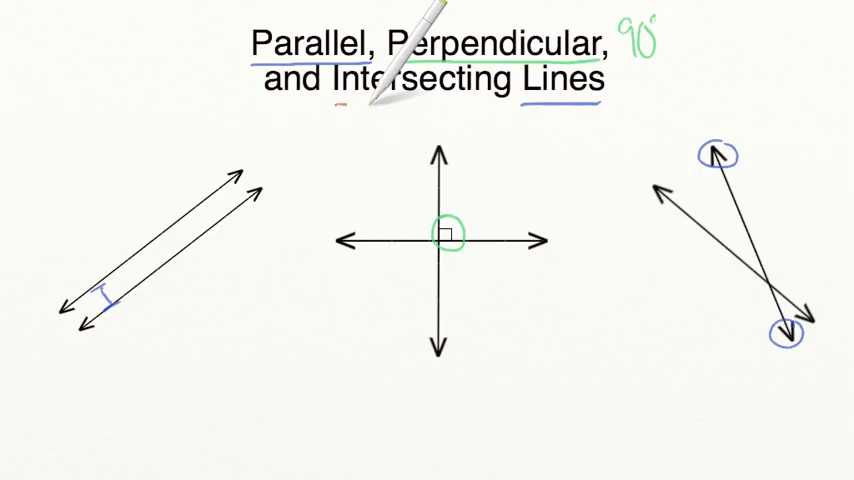 Parallel, Perpendicular, 90°
and Intersecting Lines